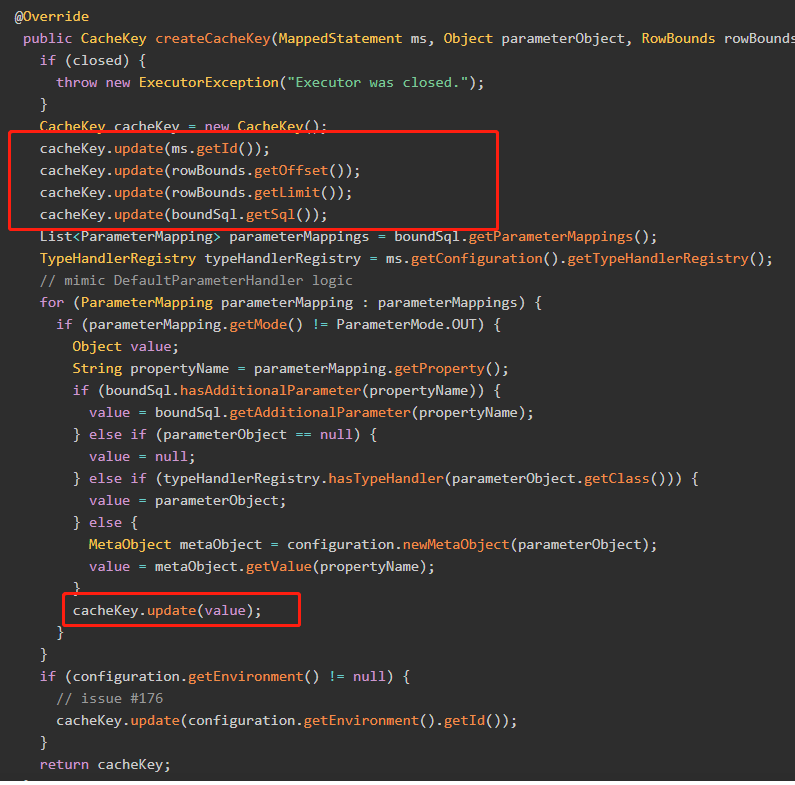 @Override
public CacheKey createCacheKey(MappedStatement ms, Object parameterObject, RowBounds rowBounds
if (closed) {
throw new ExecutorException("Executor was closed.");
}
CacheKey cacheKey = new CacheKey();
cacheKey.update(ms.getId());
cacheKey.update(rowBounds.getOffset());
cacheKey.update(rowBounds.getLimit());
cacheKey.update(boundSql.getSql());
List<ParameterMapping> parameterMappings = boundSql.getParameterMappings();
TypeHandlerRegistry typeHandlerRegistry = ms.getConfiguration().getTypeHandlerRegistry();
// mimic DefaultParameterHandler logic
for (ParameterMapping parameterMapping : parameterMappings) {
if (parameterMapping.getMode() != ParameterMode.OUT) {
Object value;
String propertyName = parameterMapping.getProperty();
if (boundSql.hasAdditionalParameter(propertyName)) {
value = boundSql.getAdditionalParameter(propertyName);
} else if (parameterObject == null) {
value = null;
} else if (typeHandlerRegistry.hasTypeHandler(parameterObject.getClass())) {
value = parameterObject;
} else {
MetaObject metaObject = configuration.newMetaObject(parameterObject);
value = metaObject.getValue(propertyName);
}
cacheKey.update(value);
}
}
if (configuration.getEnvironment() != null) {
// issue #176
cacheKey.update(configuration.getEnvironment().getId());
}
return cacheKey;